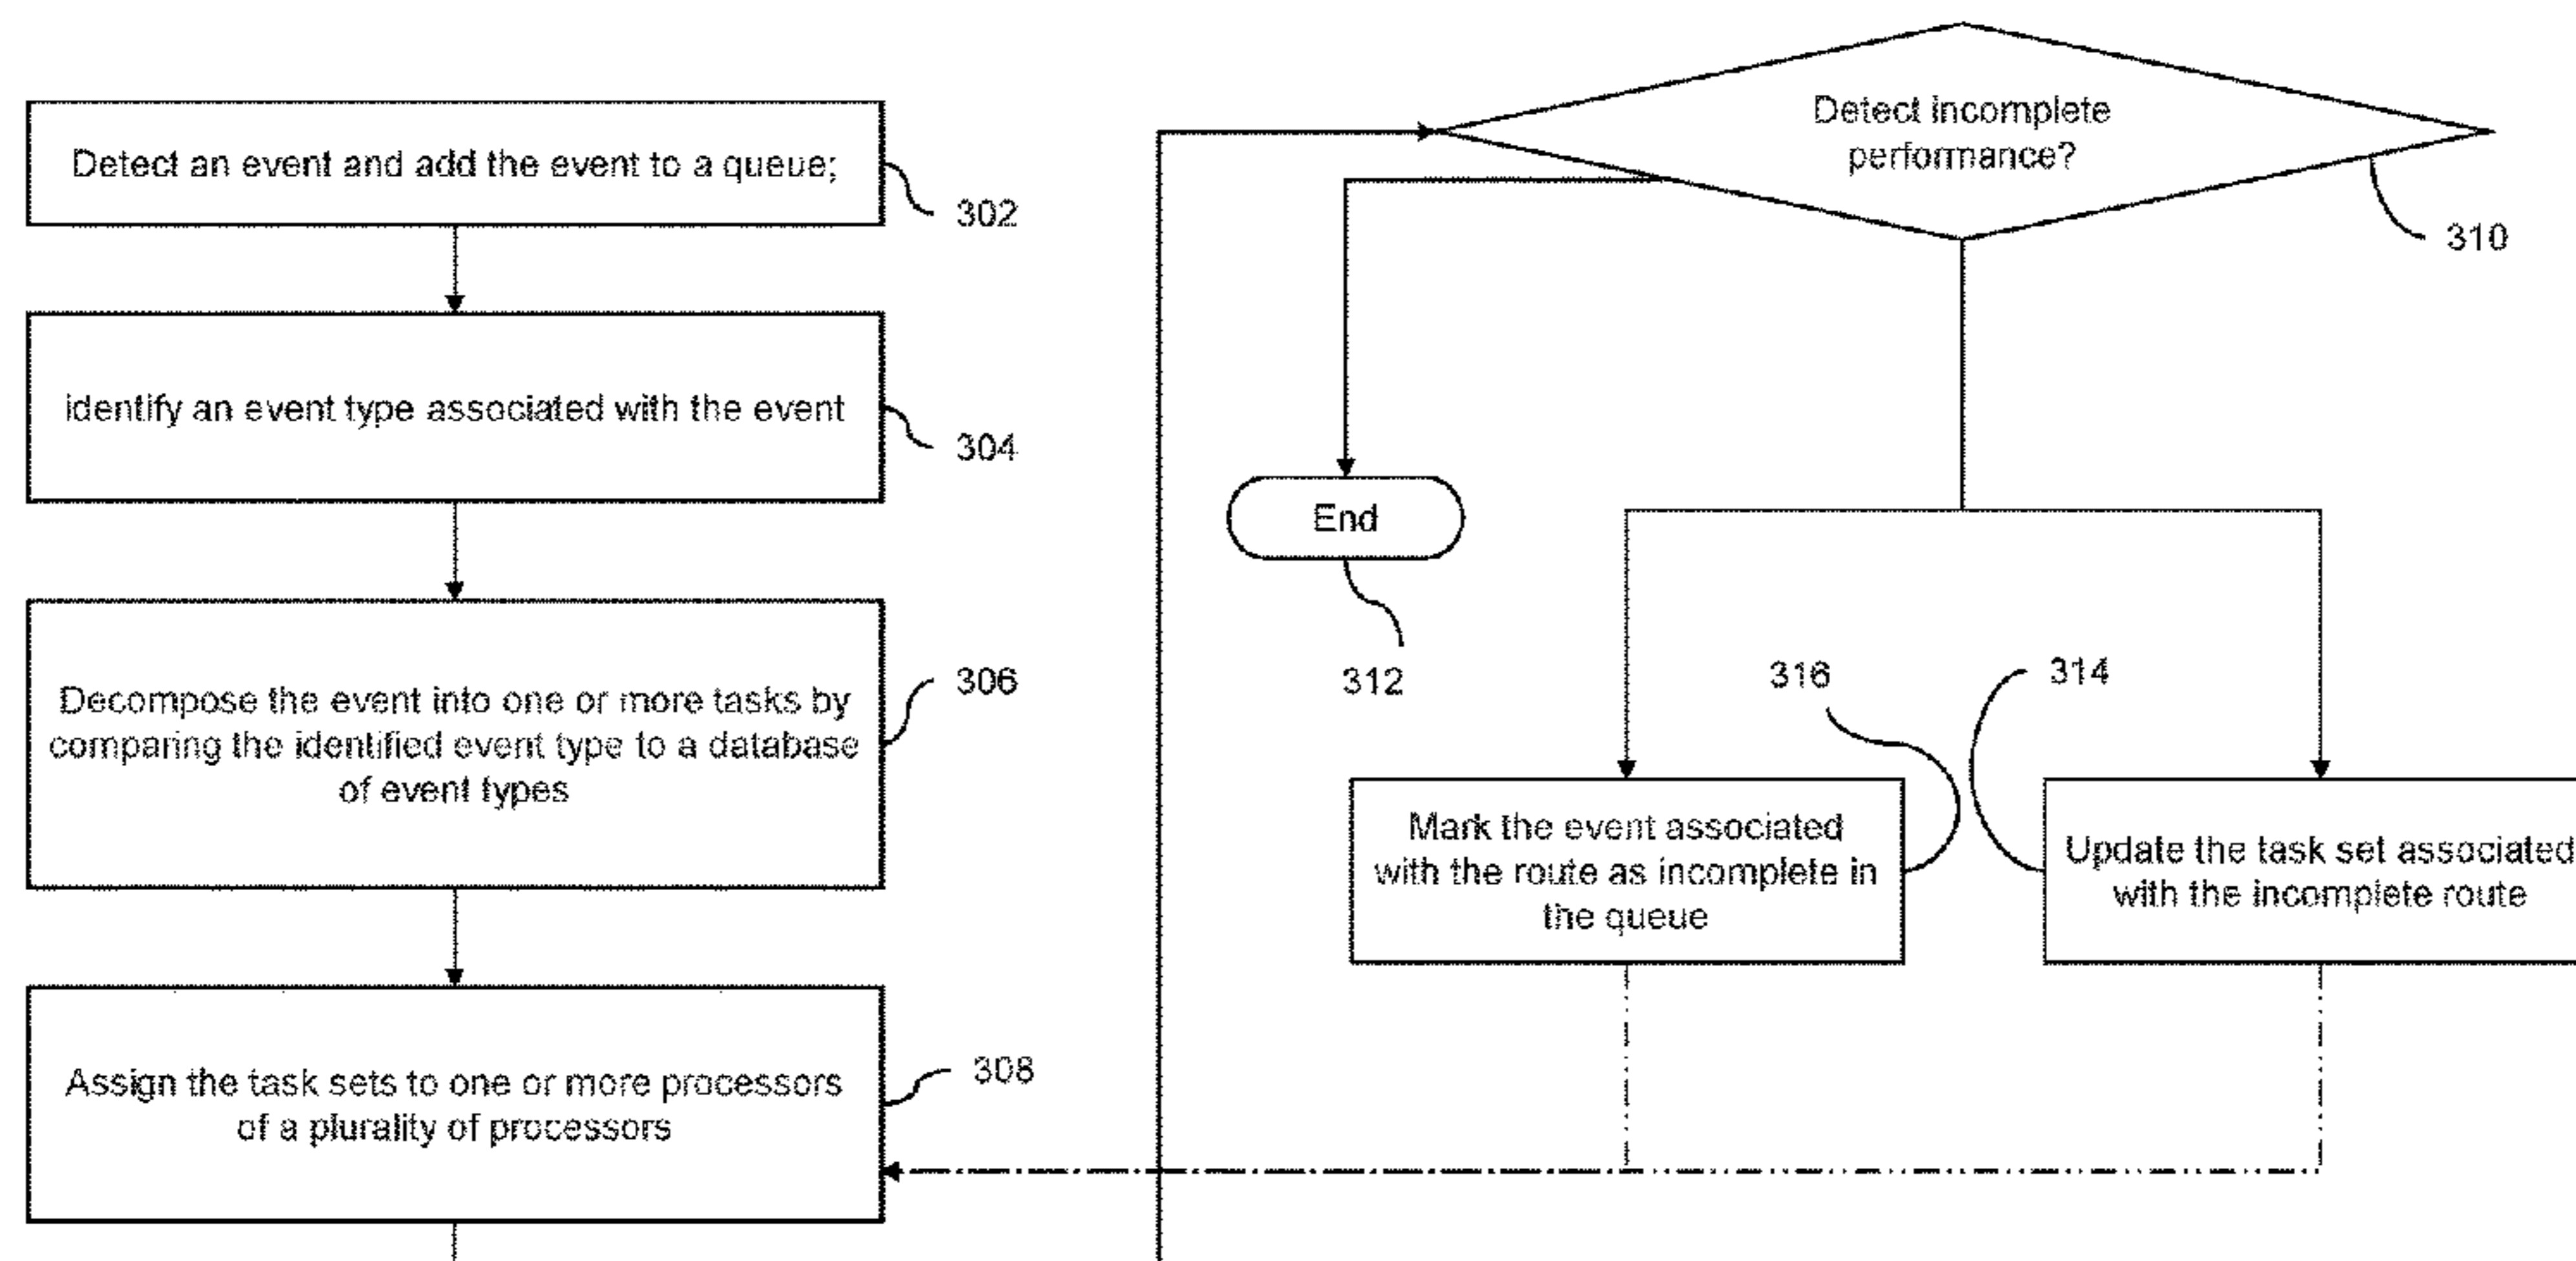 Detect an event and add the event to a queue;
302
identify an event type associated with the event
304
Decompose the event into one or more tasks by
comparing the identified event type to a database
of event types
306
Assign the task sets to one or more processors
of a plurality of processors
308
Detect incomplete
performance?
310
End
312
316
314
Mark the event associated
with the route as incomplete in
the queue
Update the task set associated
with the incomplete route